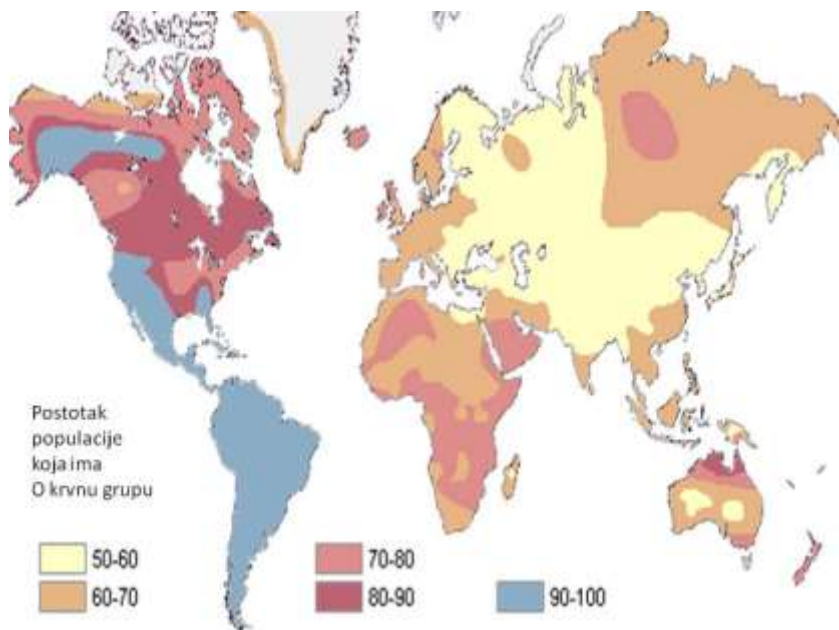 Postotak
populacije
koja ima
O krvnu grupu
50-60
60-70
70-80
80-90
90-100